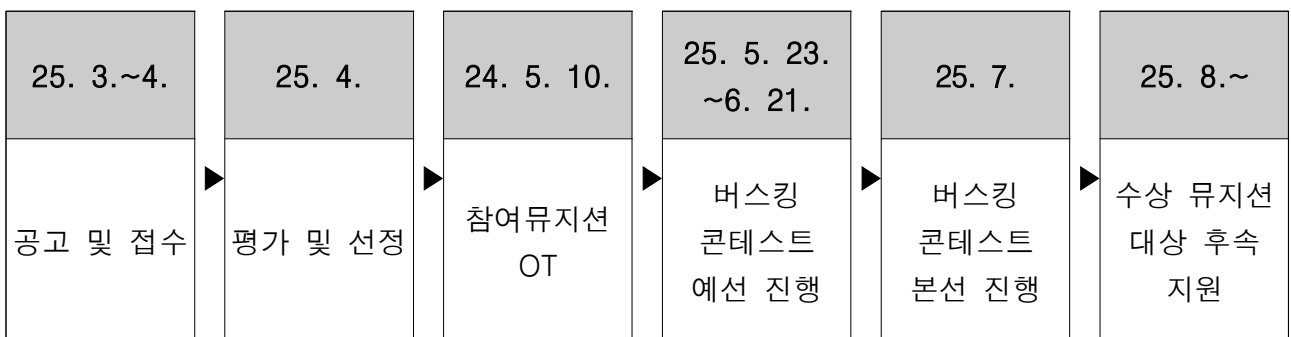 25. 3.~4.
공고 및 접수
▶
25. 4.
평가 및 선정
▶
24. 5. 10.
참여뮤지션
OT
▶
25. 5. 23.
~6. 21.
버스킹
콘테스트
예선 진행
▶
25. 7.
버스킹
콘테스트
본선 진행
▶
25. 8.~
수상 뮤지션
대상 후속
지원